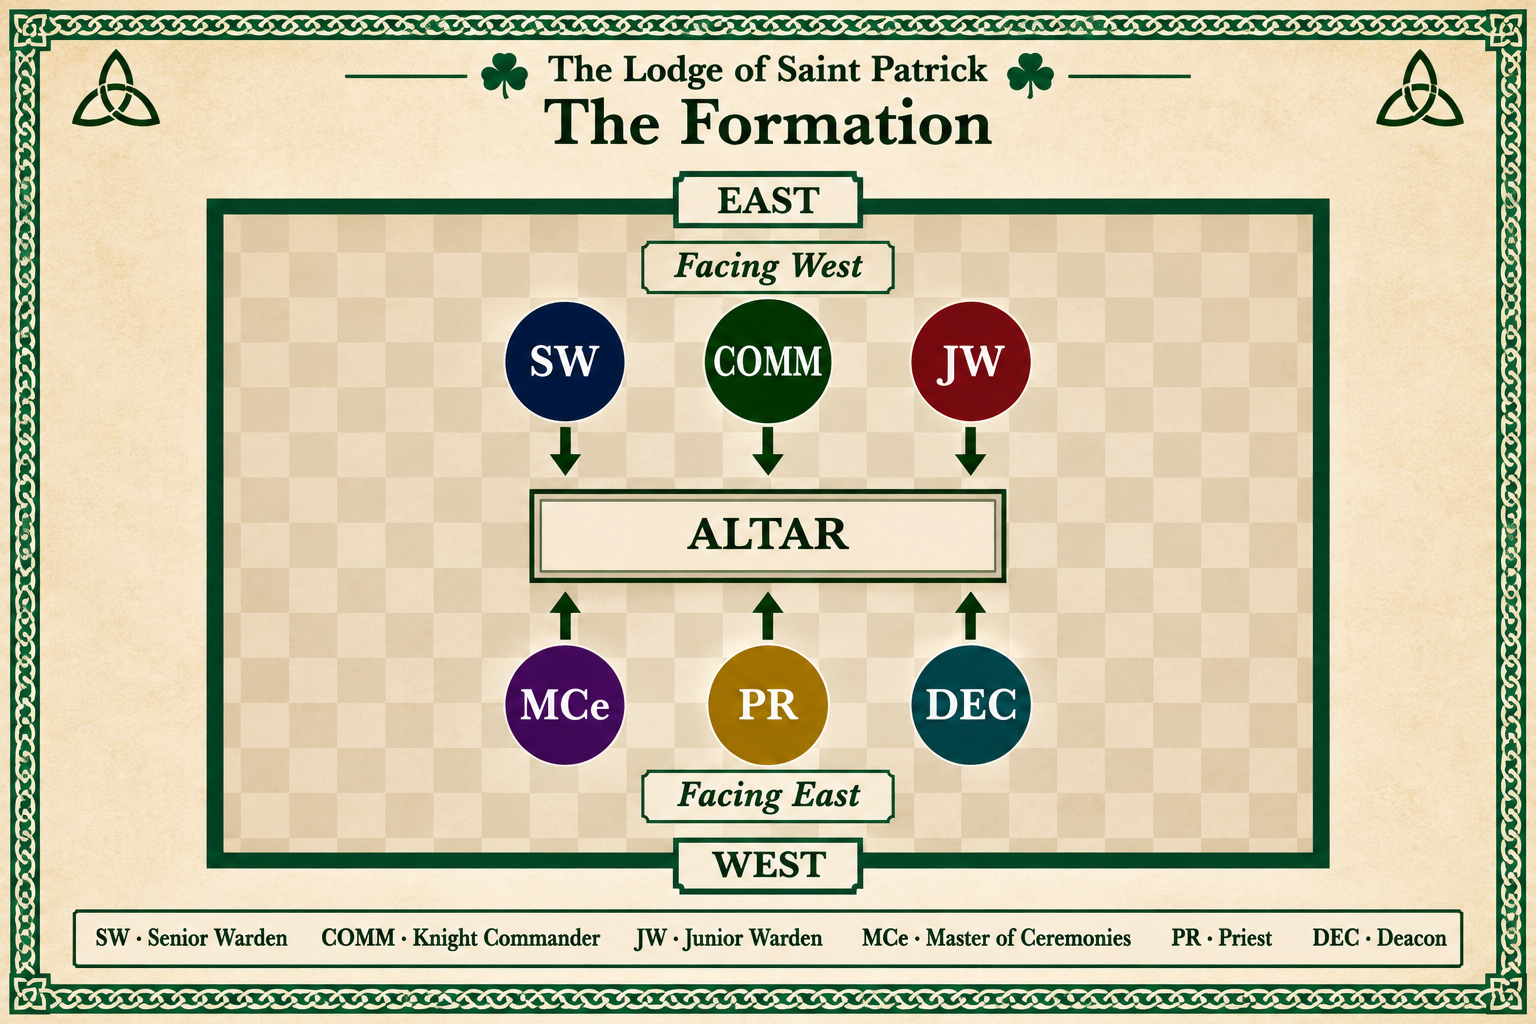 The Lodge of Saint Patrick
The Formation
EAST
Facing West
SW COMM JW
ALTAR
MCe PR DEC
Facing East
WEST
SW · Senior Warden COMM · Knight Commander JW · Junior Warden MCe · Master of Ceremonies PR · Priest DEC · Deacon